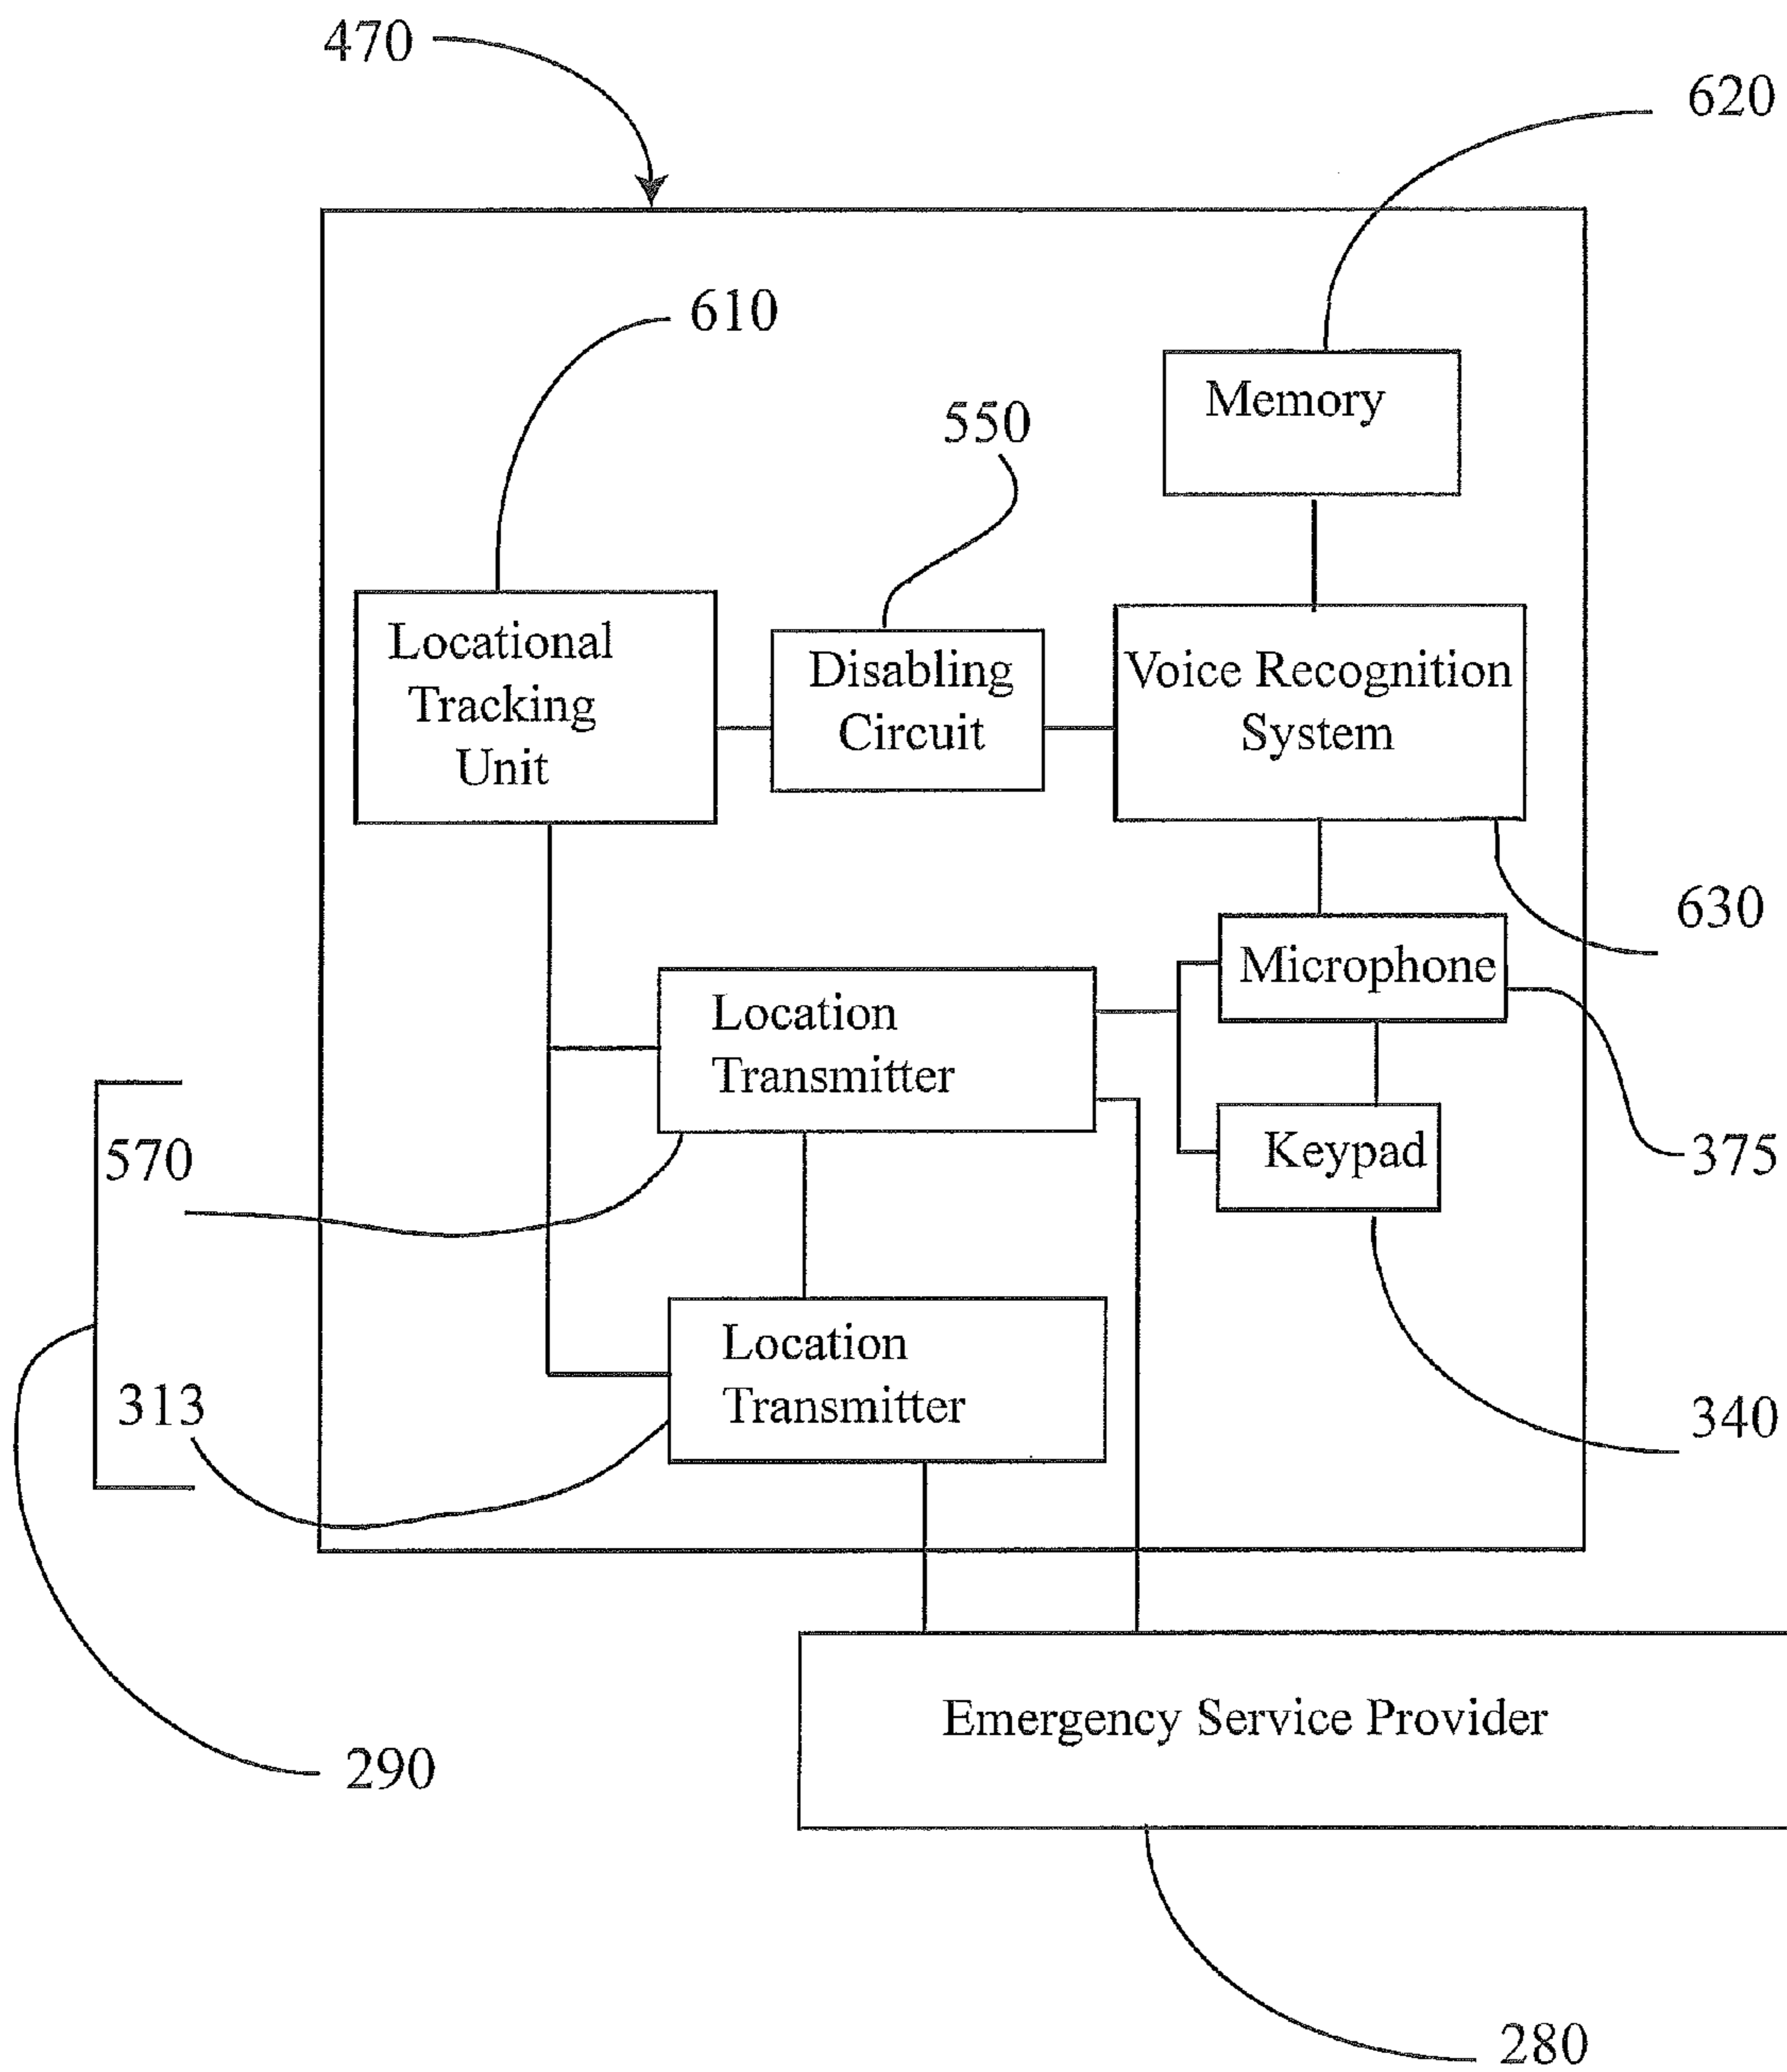 470
620
610
Memory
550
Locational
Tracking
Unit
Disabling
Circuit
Voice Recognition
System
630
Microphone
Location
Transmitter
570
Keypad
375
Location
Transmitter
313
340
Emergency Service Provider
290
280